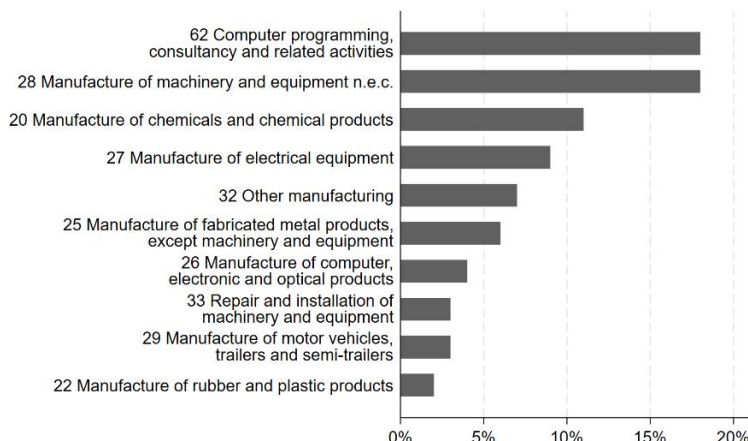 62 Computer programming,
consultancy and related activities
28 Manufacture of machinery and equipment n.e.c.
20 Manufacture of chemicals and chemical products
27 Manufacture of electrical equipment
32 Other manufacturing
25 Manufacture of fabricated metal products,
except machinery and equipment
26 Manufacture of computer,
electronic and optical products
33 Repair and installation of
machinery and equipment
29 Manufacture of motor vehicles,
trailers and semi-trailers
22 Manufacture of rubber and plastic products
0% 5% 10% 15% 20%